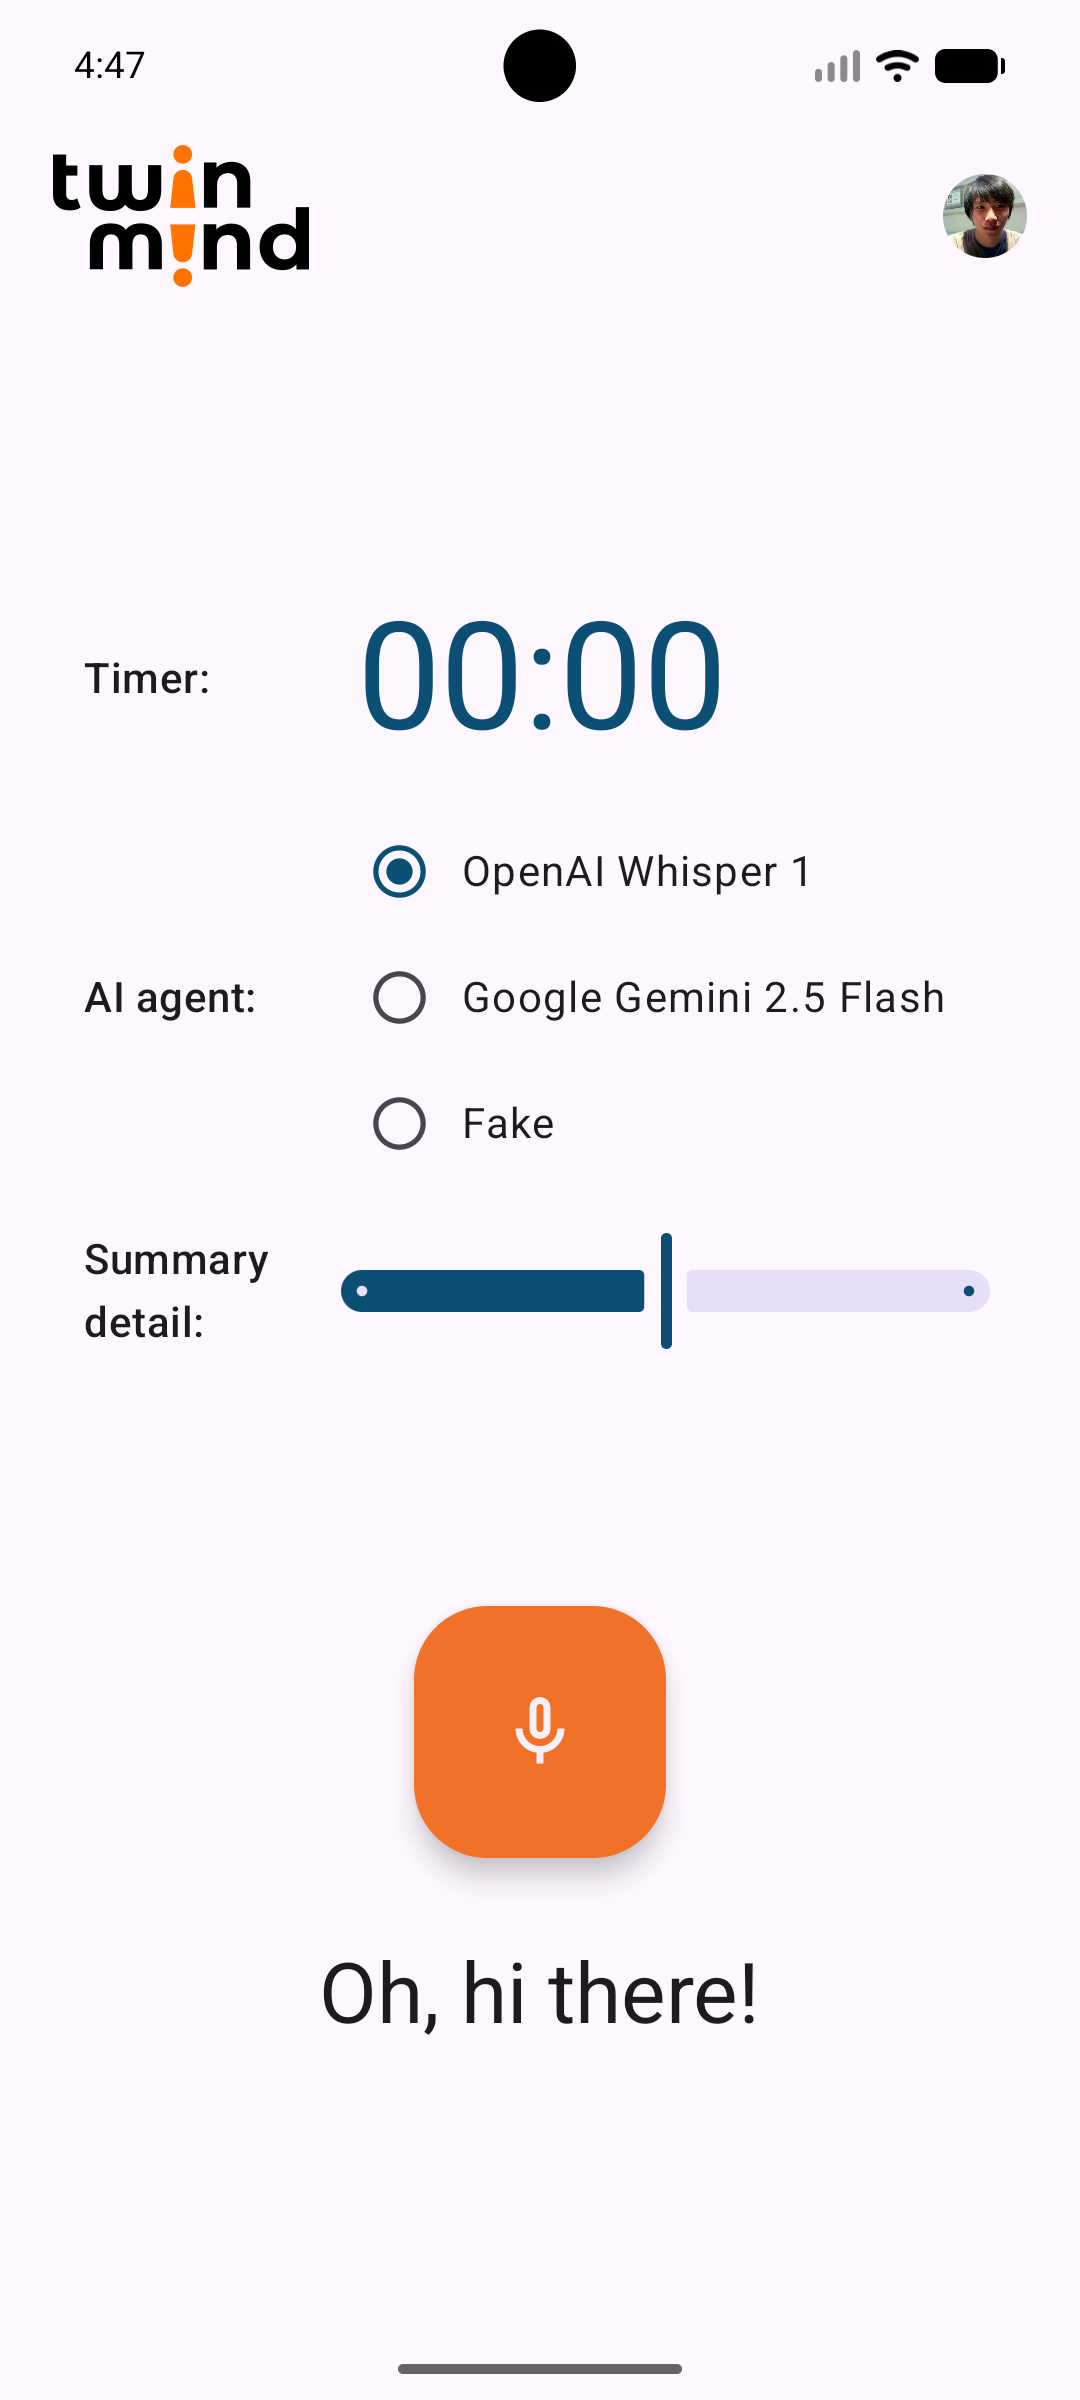 4:47
twin
mind
Timer:
00:00
OpenAI Whisper 1
AI agent:
Google Gemini 2.5 Flash
Fake
Summary
detail:
Oh, hi there!